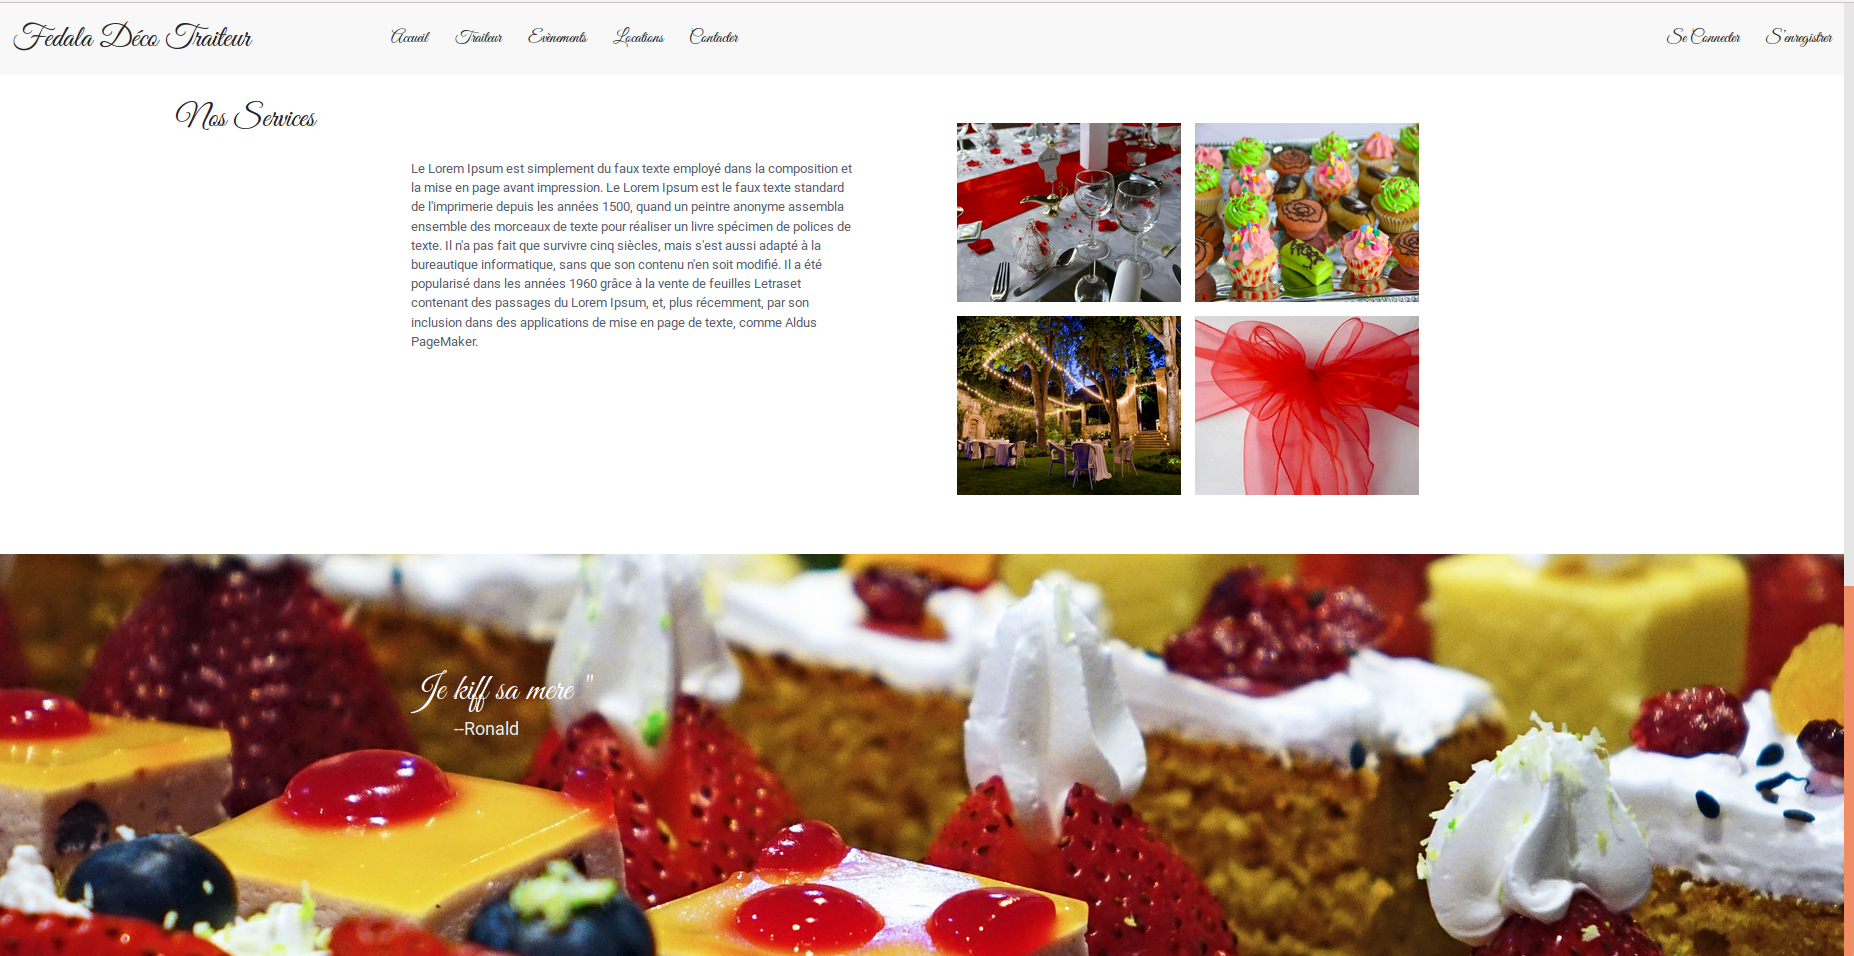 Fedala Déco Traiteur
Accueil Traiteur Evènements Locations Contacter
Se Connecter S'enregistrer
Nos Services
Le Lorem Ipsum est simplement du faux texte employé dans la composition et
la mise en page avant impression. Le Lorem Ipsum est le faux texte standard
de l'imprimerie depuis les années 1500, quand un peintre anonyme assembla
ensemble des morceaux de texte pour réaliser un livre spécimen de polices de
texte. Il n'a pas fait que survivre cinq siècles, mais s'est aussi adapté à la
bureautique informatique, sans que son contenu n'en soit modifié. Il a été
popularisé dans les années 1960 grâce à la vente de feuilles Letraset
contenant des passages du Lorem Ipsum, et, plus récemment, par son
inclusion dans des applications de mise en page de texte, comme Aldus
PageMaker.
Je kiff sa mere "
--Ronald